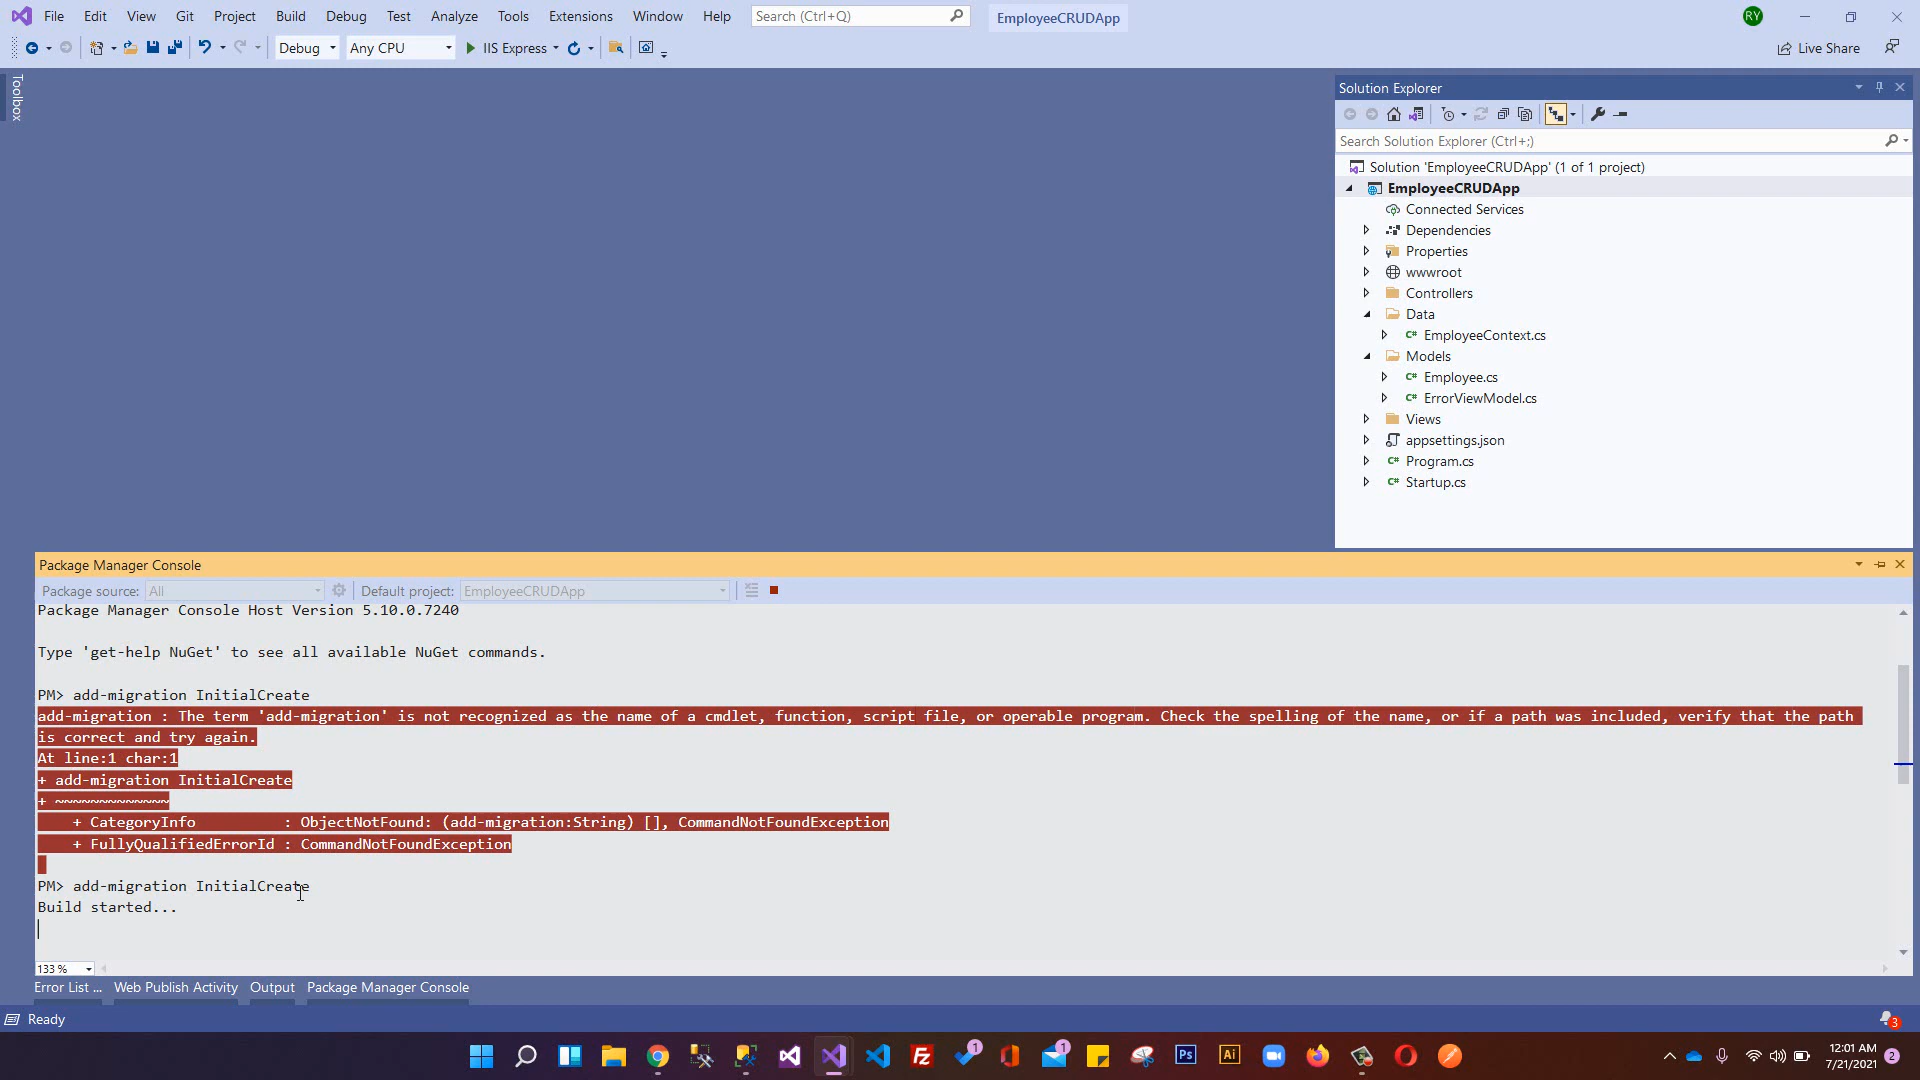 File Edit View Git Project Build Debug Test Analyze Tools Extensions Window Help Search (Ctrl+Q) EmployeeCRUDApp RY
Debug Any CPU IIS Express Live Share
Toolbox
Solution Explorer
Search Solution Explorer (Ctrl+;)
Solution 'EmployeeCRUDApp' (1 of 1 project)
EmployeeCRUDApp
Connected Services
Dependencies
Properties
wwwroot
Controllers
Data
C# EmployeeContext.cs
Models
C# Employee.cs
C# ErrorViewModel.cs
Views
appsettings.json
C# Program.cs
C# Startup.cs
Package Manager Console
Package source: All Default project: EmployeeCRUDApp
Package Manager Console Host Version 5.10.0.7240
Type 'get-help NuGet' to see all available NuGet commands.
PM> add-migration InitialCreate
add-migration : The term 'add-migration' is not recognized as the name of a cmdlet, function, script file, or operable program. Check the spelling of the name, or if a path was included, verify that the path
is correct and try again.
At line:1 char:1
+ add-migration InitialCreate
+ ~~~~~~~~~~~~~
    + CategoryInfo          : ObjectNotFound: (add-migration:String) [], CommandNotFoundException
    + FullyQualifiedErrorId : CommandNotFoundException
PM> add-migration InitialCreate
Build started...
133 %
Error List ... Web Publish Activity Output Package Manager Console
Ready 3
Fz 1 1 Ps Ai 12:01 AM 2
7/21/2021